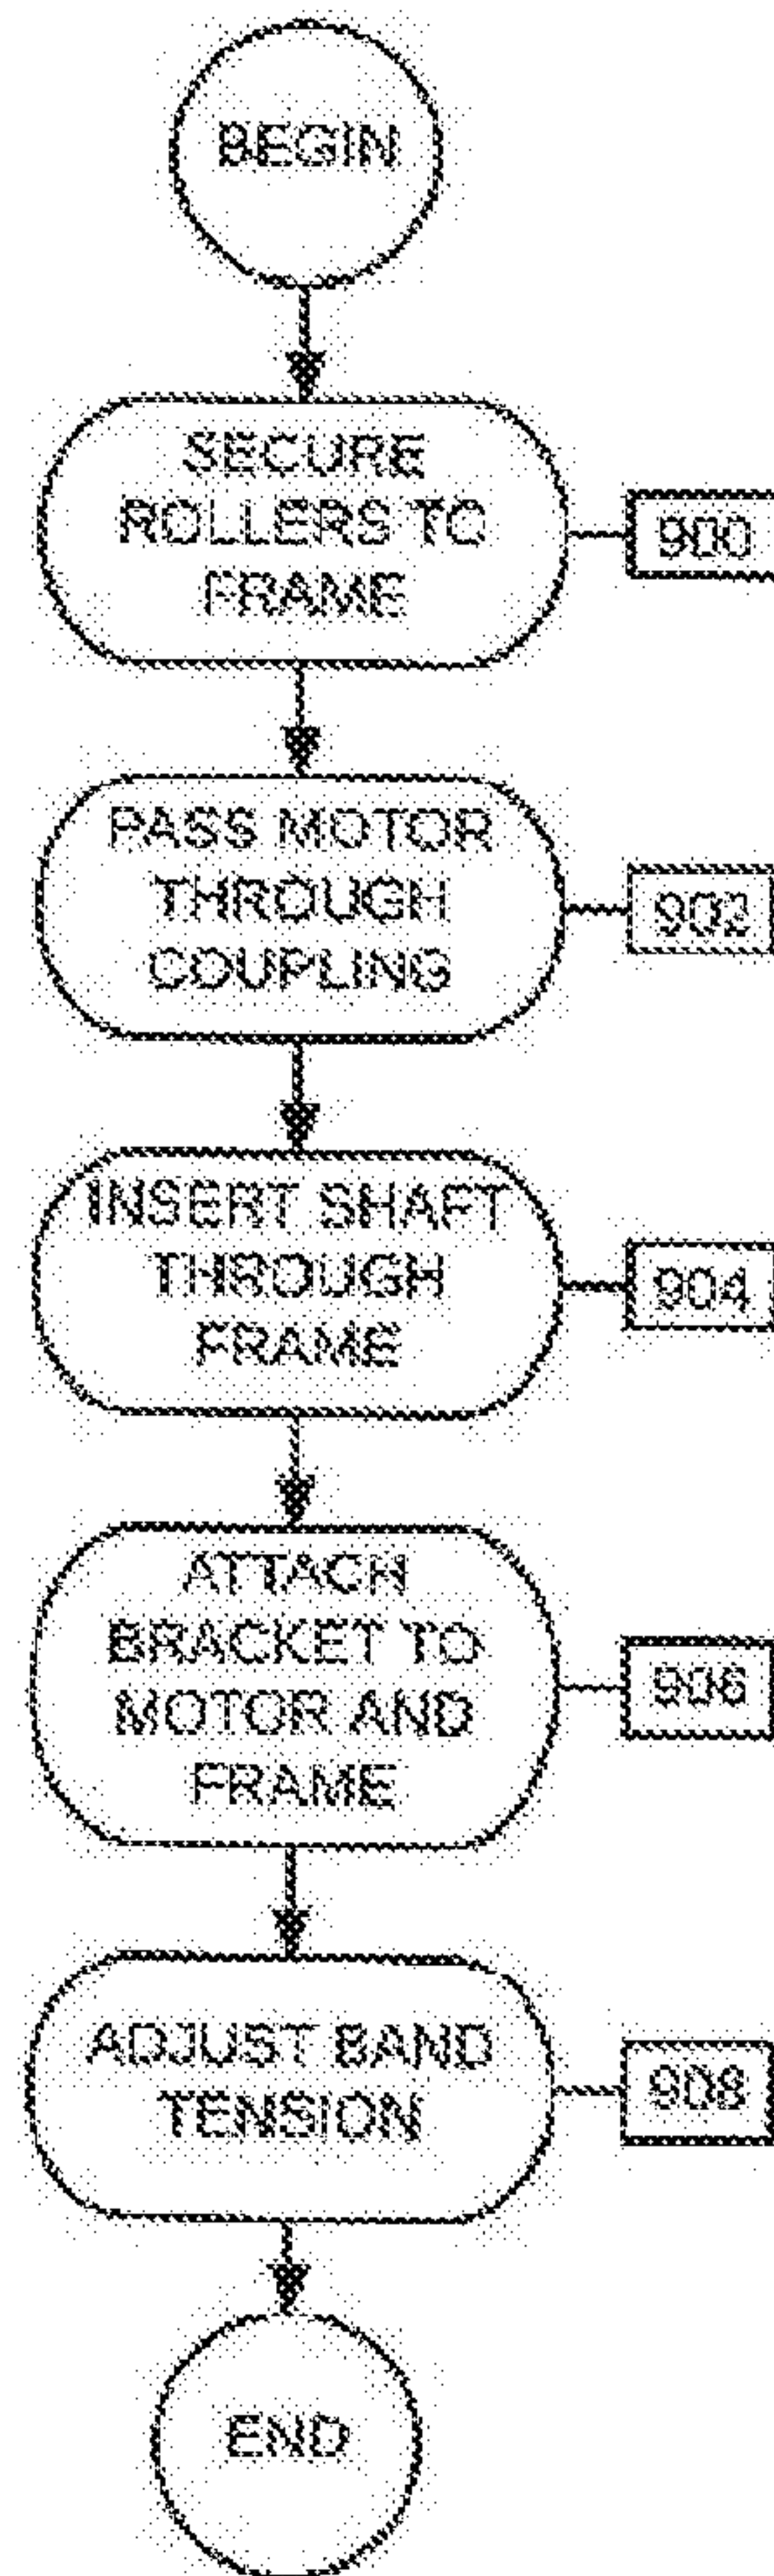 BEGIN
SECURE
ROLLERS TO
FRAME
900
PASS MOTOR
THROUGH
COUPLING
902
INSERT SHAFT
THROUGH
FRAME
904
ATTACH
BRACKET TO
MOTOR AND
FRAME
906
ADJUST BAND
TENSION
908
END